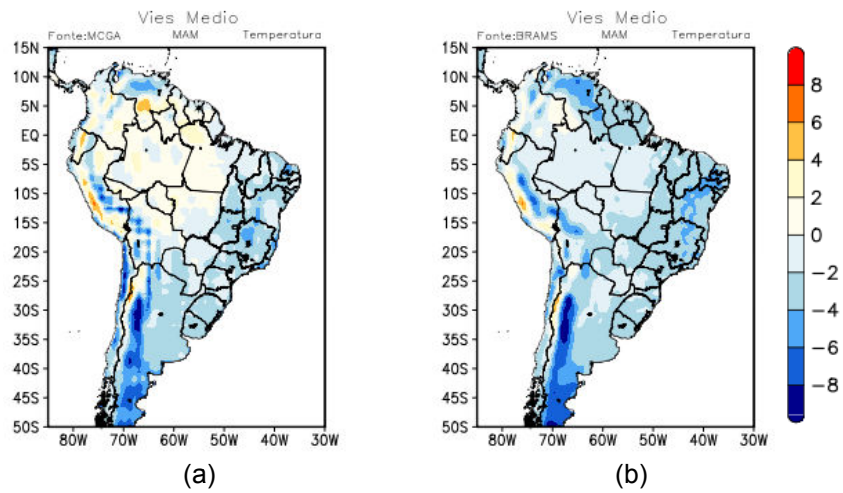 Vies Medio
Fonte:MCGA MAM Temperatura
15N
10N
5N
EQ
5S
10S
15S
20S
25S
30S
35S
40S
45S
50S
80W 70W 60W 50W 40W 30W
(a)
Vies Medio
Fonte:BRAMS MAM Temperatura
15N
10N
5N
EQ
5S
10S
15S
20S
25S
30S
35S
40S
45S
50S
80W 70W 60W 50W 40W 30W
(b)
8
6
4
2
0
−2
−4
−6
−8